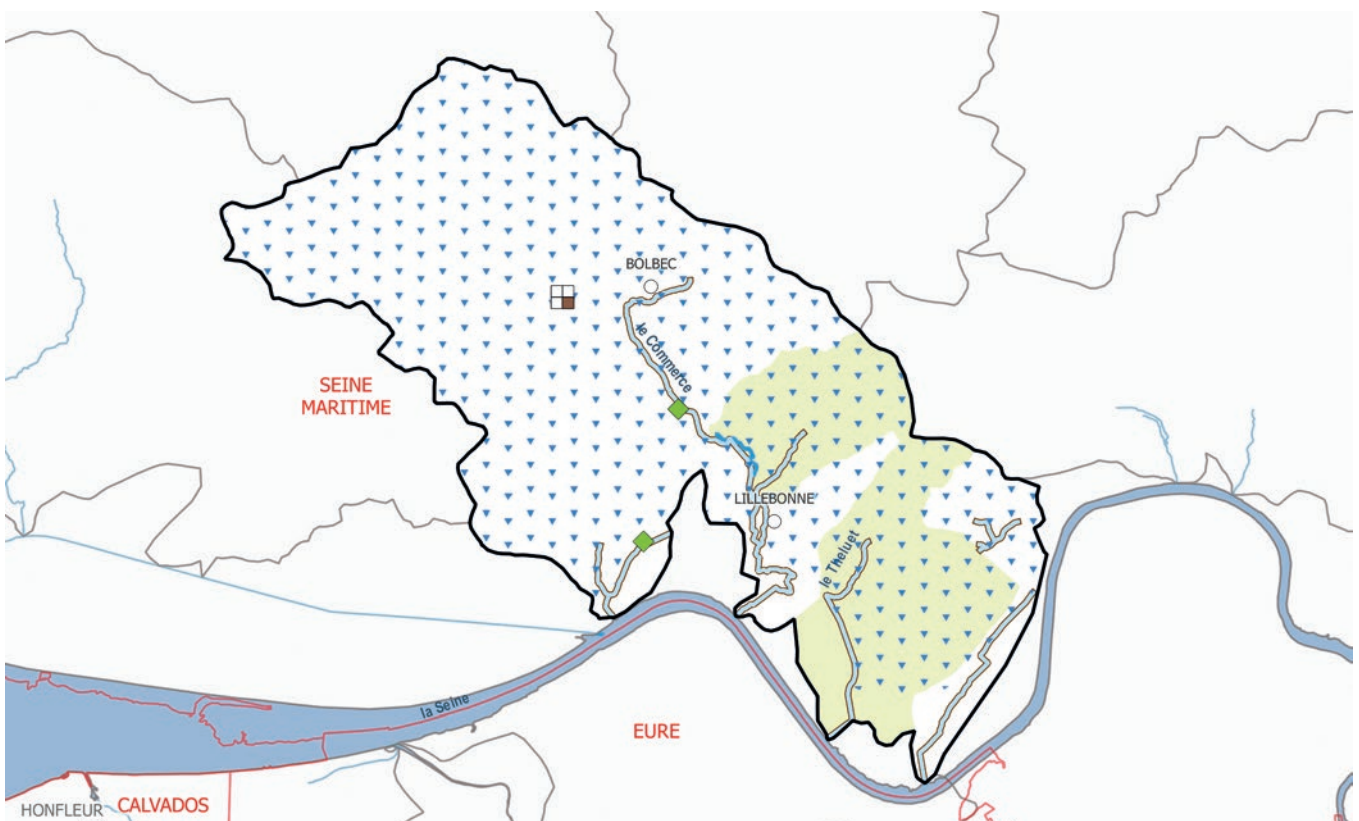 BOLBEC
le Commerce
SEINE
MARITIME
LILLEBONNE
le Theluet
la Seine
EURE
HONFLEUR
CALVADOS